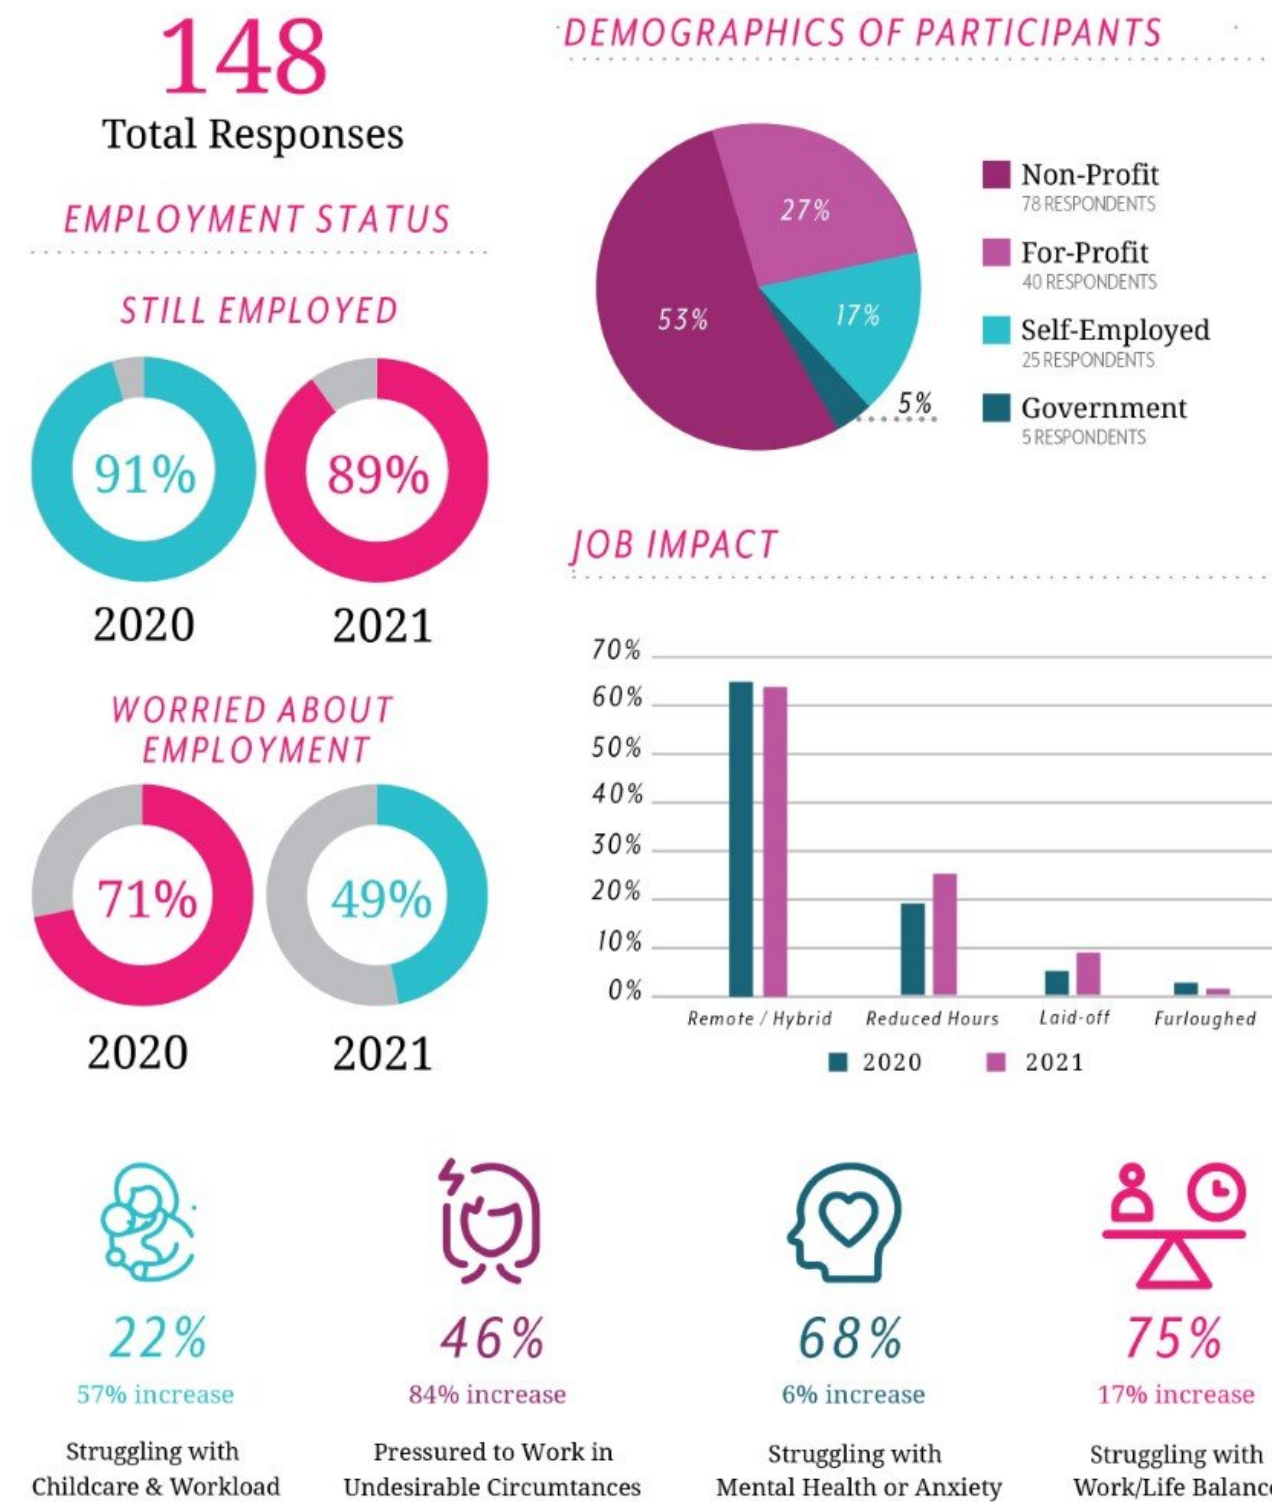 148
Total Responses
EMPLOYMENT STATUS
STILL EMPLOYED
91%
89%
2020
2021
WORRIED ABOUT
EMPLOYMENT
71%
49%
2020
2021
DEMOGRAPHICS OF PARTICIPANTS
27%
53%
17%
5%
Non-Profit
78 RESPONDENTS
For-Profit
40 RESPONDENTS
Self-Employed
25 RESPONDENTS
Government
5 RESPONDENTS
JOB IMPACT
70%
60%
50%
40%
30%
20%
10%
0%
Remote / Hybrid
Reduced Hours
Laid-off
Furloughed
2020
2021
22%
57% increase
Struggling with
Childcare & Workload
46%
84% increase
Pressured to Work in
Undesirable Circumtances
68%
6% increase
Struggling with
Mental Health or Anxiety
75%
17% increase
Struggling with
Work/Life Balance